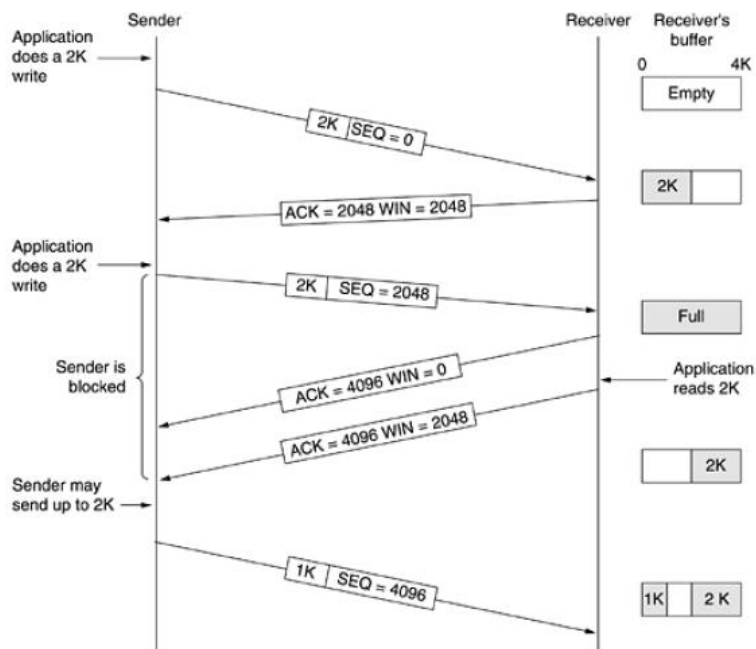 Sender
Receiver
Receiver's
buffer
Application
does a 2K
write
0 4K
Empty
2K SEQ = 0
2K
ACK = 2048 WIN = 2048
Application
does a 2K
write
2K SEQ = 2048
Full
Sender is
blocked
ACK = 4096 WIN = 0
Application
reads 2K
ACK = 4096 WIN = 2048
2K
Sender may
send up to 2K
1K SEQ = 4096
1K 2 K